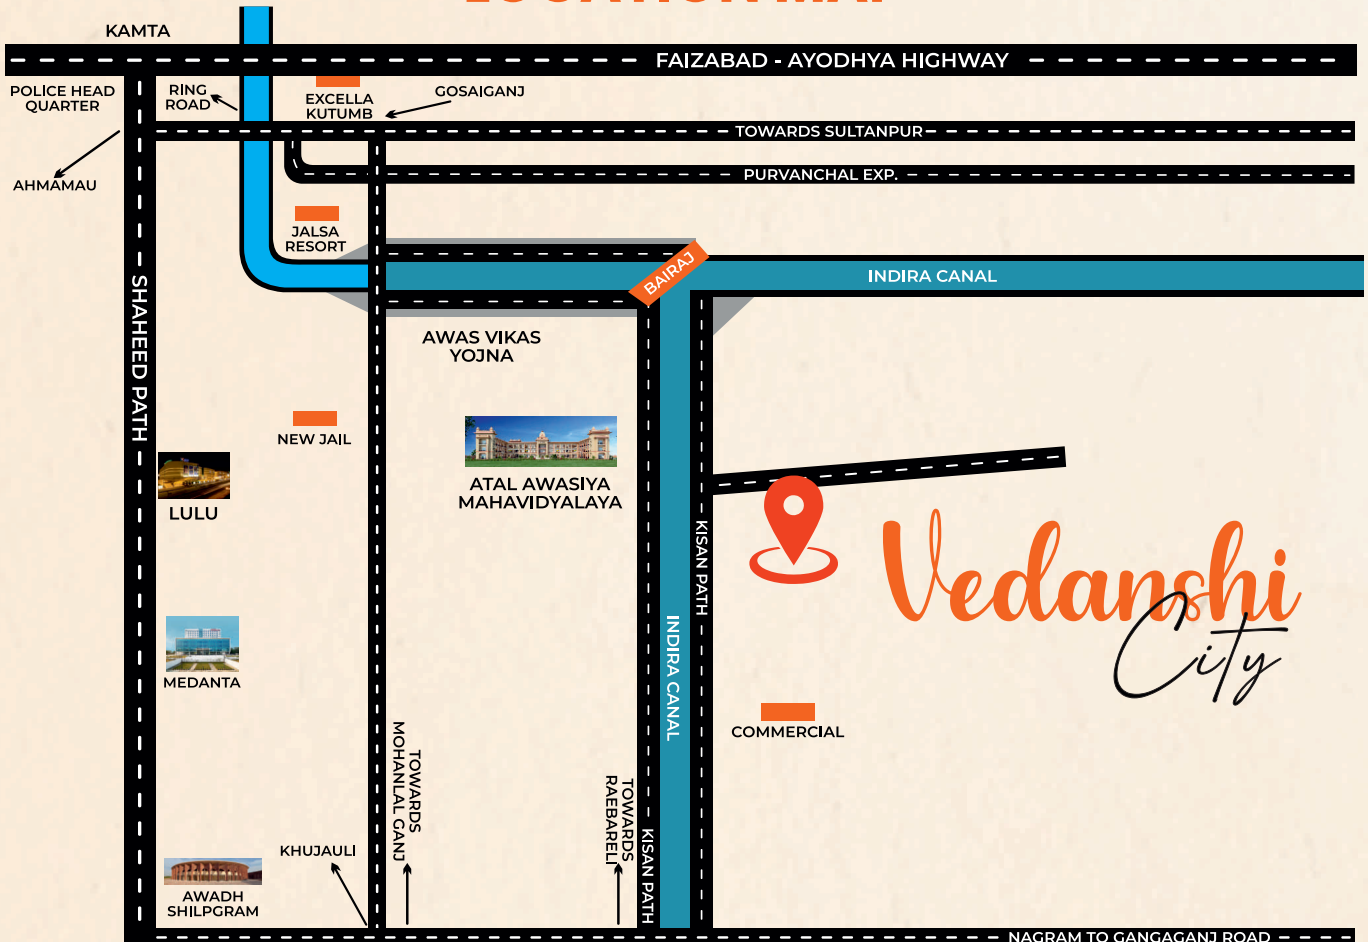 LOCATION MAP
KAMTA
FAIZABAD - AYODHYA HIGHWAY
POLICE HEAD
QUARTER
RING
ROAD
EXCELLA
KUTUMB
GOSAIGANJ
TOWARDS SULTANPUR
AHMAMAU
PURVANCHAL EXP.
JALSA
RESORT
BAIRAJ
INDIRA CANAL
SHAHEED PATH
AWAS VIKAS
YOJNA
NEW JAIL
ATAL AWASIYA
MAHAVIDYALAYA
LULU
KISAN PATH
Vedanshi
City
INDIRA CANAL
MEDANTA
COMMERCIAL
TOWARDS
MOHANLAL GANJ
TOWARDS
RAEBARELI
KISAN PATH
KHUJAULI
AWADH
SHILPGRAM
NAGRAM TO GANGAGANJ ROAD